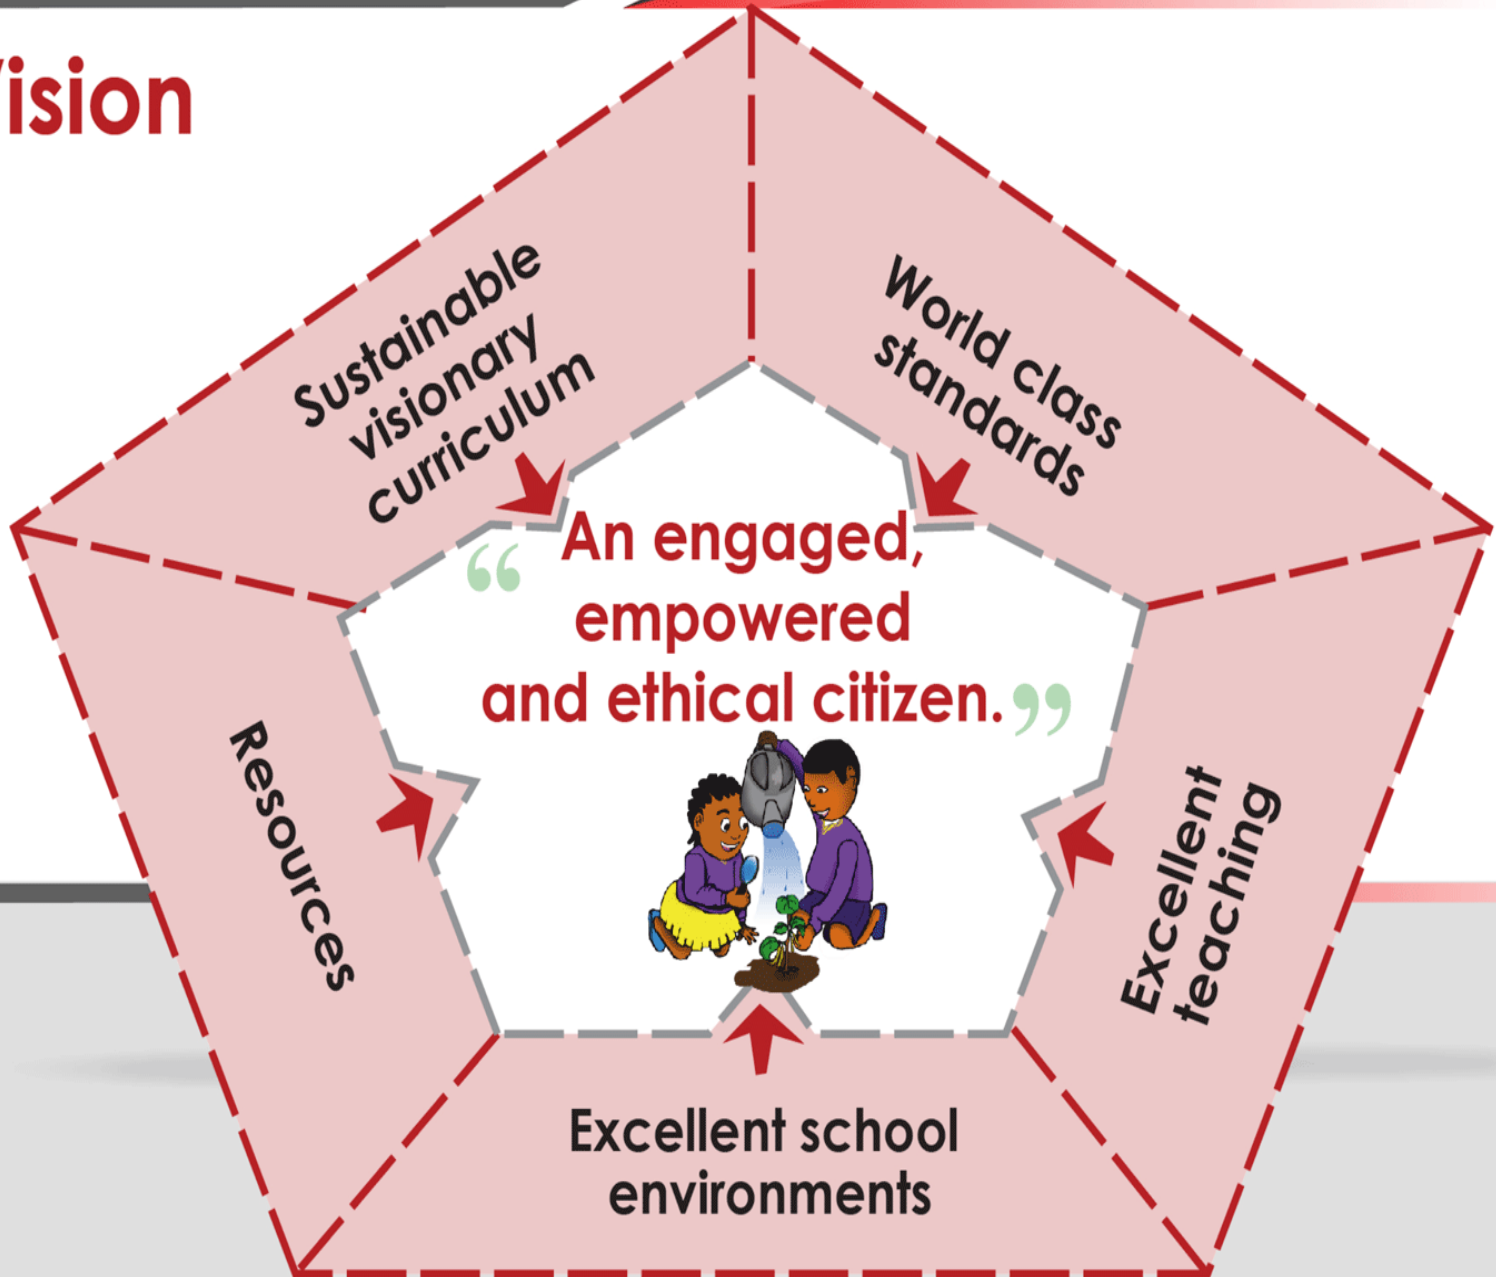 ision
Sustainable
visionary
curriculum
World class
standards
“ An engaged,
empowered
and ethical citizen. ”
Resources
Excellent
teaching
Excellent school
environments